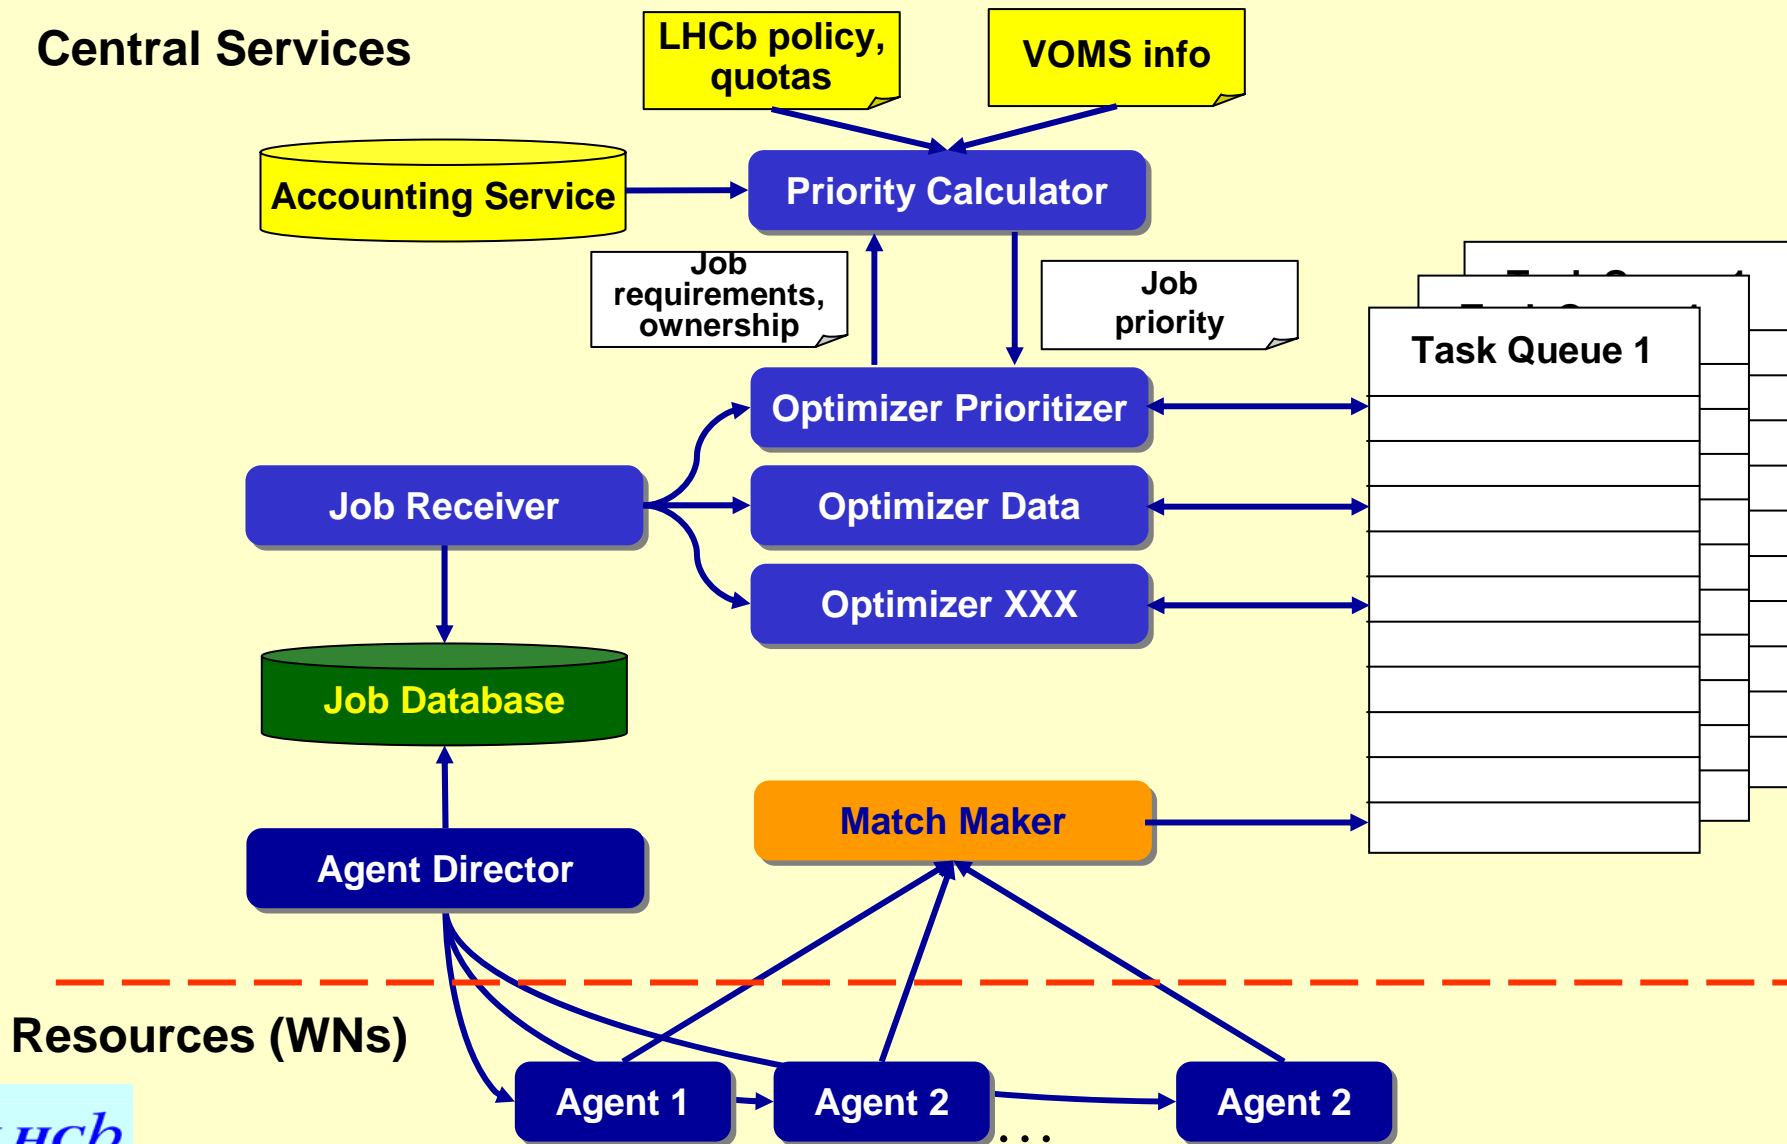 Central Services
LHCb policy,
quotas
VOMS info
Accounting Service
Priority Calculator
Job
requirements,
ownership
Job
priority
Task Queue 1
Optimizer Prioritizer
Job Receiver
Optimizer Data
Optimizer XXX
Job Database
Match Maker
Agent Director
Resources (WNs)
Agent 1
Agent 2
Agent 2
...